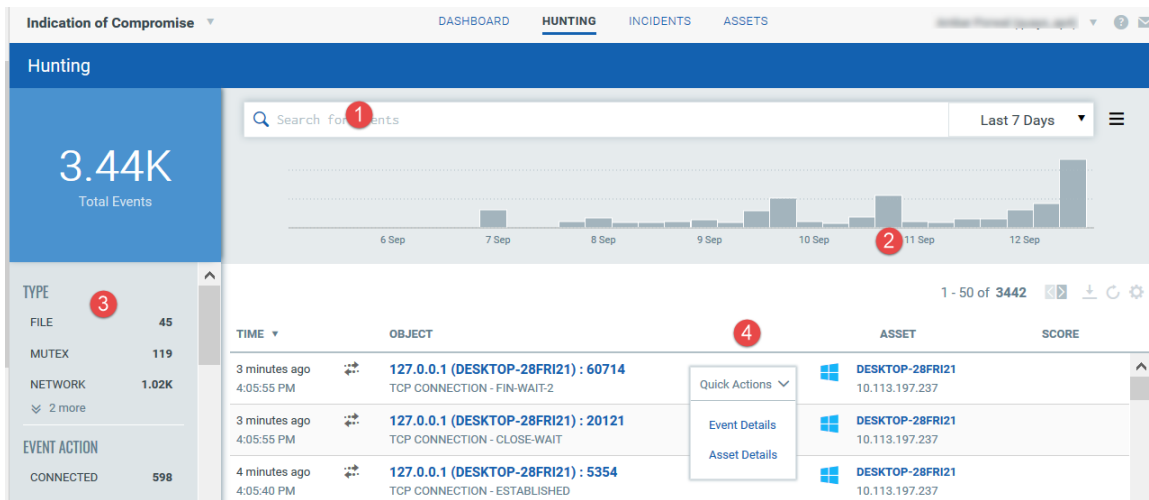 Indication of Compromise
DASHBOARD HUNTING INCIDENTS ASSETS
Hunting
3.44K
Total Events
1
Search for ents
Last 7 Days
6 Sep 7 Sep 8 Sep 9 Sep 10 Sep 2 11 Sep 12 Sep
1 - 50 of 3442
TYPE
3
FILE 45
MUTEX 119
NETWORK 1.02K
2 more
EVENT ACTION
CONNECTED 598
4
TIME OBJECT ASSET SCORE
3 minutes ago 127.0.0.1 (DESKTOP-28FRI21) : 60714 DESKTOP-28FRI21
4:05:55 PM TCP CONNECTION - FIN-WAIT-2 10.113.197.237
Quick Actions
Event Details
Asset Details
3 minutes ago 127.0.0.1 (DESKTOP-28FRI21) : 20121 DESKTOP-28FRI21
4:05:55 PM TCP CONNECTION - CLOSE-WAIT 10.113.197.237
4 minutes ago 127.0.0.1 (DESKTOP-28FRI21) : 5354 DESKTOP-28FRI21
4:05:40 PM TCP CONNECTION - ESTABLISHED 10.113.197.237